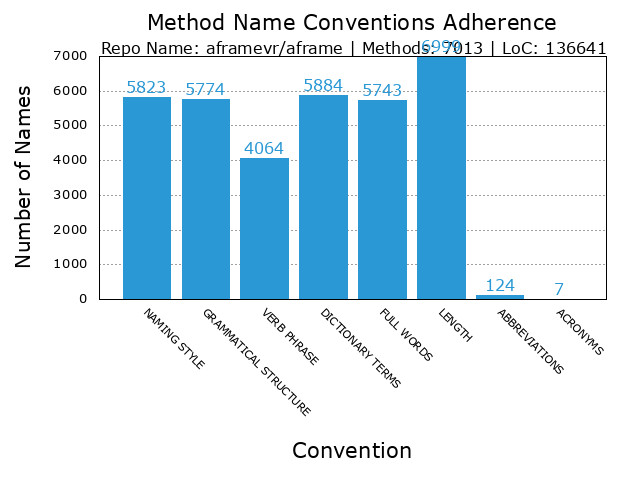 Method Name Conventions Adherence
Repo Name: aframevr/aframe | Methods: 7013 | LoC: 136641
Number of Names
7000
6000
5000
4000
3000
2000
1000
0
5823
5774
4064
5884
5743
6999
124
7
NAMING STYLE
GRAMMATICAL STRUCTURE
VERB PHRASE
DICTIONARY TERMS
FULL WORDS
LENGTH
ABBREVIATIONS
ACRONYMS
Convention